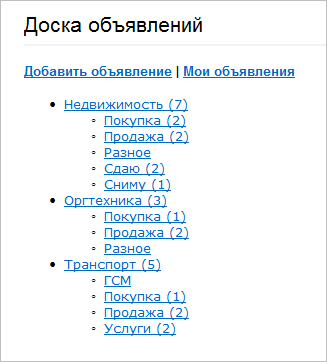 Доска объявлений
Добавить объявление | Мои объявления
Недвижимость (7)
Покупка (2)
Продажа (2)
Разное
Сдаю (2)
Сниму (1)
Оргтехника (3)
Покупка (1)
Продажа (2)
Разное
Транспорт (5)
ГСМ
Покупка (1)
Продажа (2)
Услуги (2)